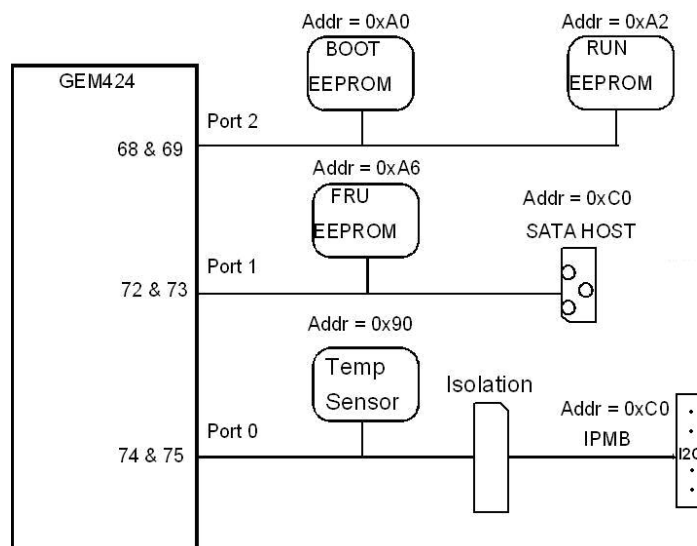 Addr = 0xA0
Addr = 0xA2
BOOT
EEPROM
RUN
EEPROM
GEM424
Port 2
68 & 69
Addr = 0xA6
FRU
EEPROM
Addr = 0xC0
SATA HOST
Port 1
72 & 73
Addr = 0x90
Temp
Sensor
Isolation
Addr = 0xC0
IPMB
Port 0
74 & 75
I2C